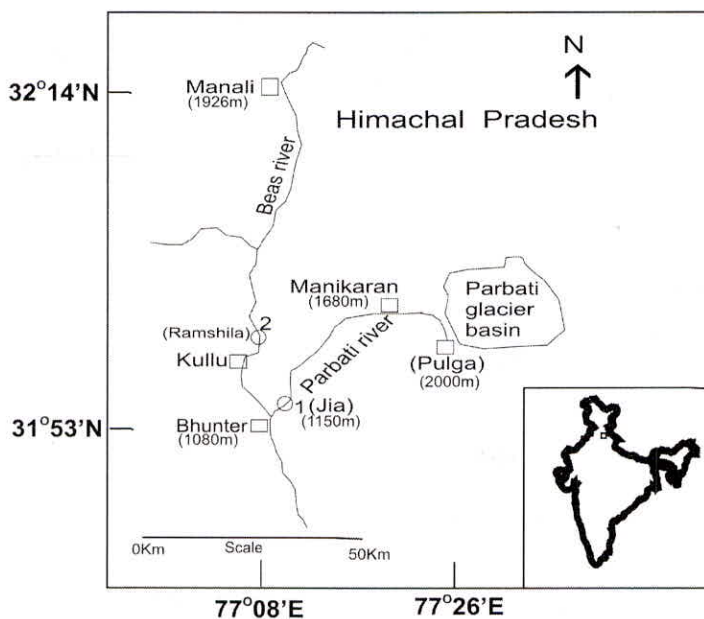 N
32°14'N
Manali
(1926m)
Himachal Pradesh
Beas river
Manikaran
(1680m)
Parbati
glacier
basin
(Ramshila)
2
Parbati river
Kullu
(Pulga)
(2000m)
1 (Jia)
(1150m)
31°53'N
Bhunter
(1080m)
0Km
Scale
50Km
77°08'E
77°26'E